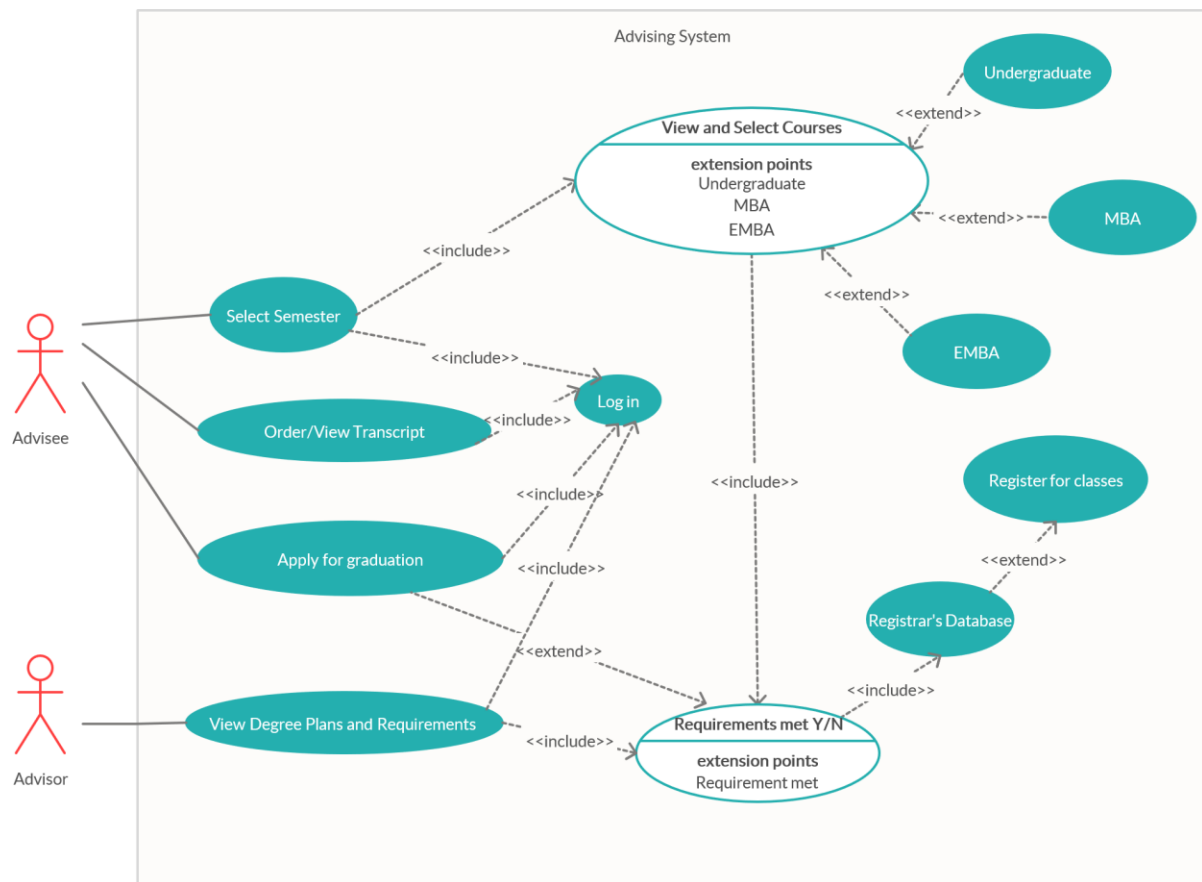 Advising System
Undergraduate
<<extend>>
View and Select Courses
extension points
Undergraduate
MBA
EMBA
MBA
<<extend>>
<<include>>
<<extend>>
EMBA
Select Semester
<<include>>
Log in
Advisee
Order/View Transcript
<<include>>
<<include>>
Register for classes
<<include>>
Apply for graduation
<<include>>
<<extend>>
Registrar's Database
<<extend>>
<<include>>
View Degree Plans and Requirements
Requirements met Y/N
<<include>>
extension points
Requirement met
Advisor